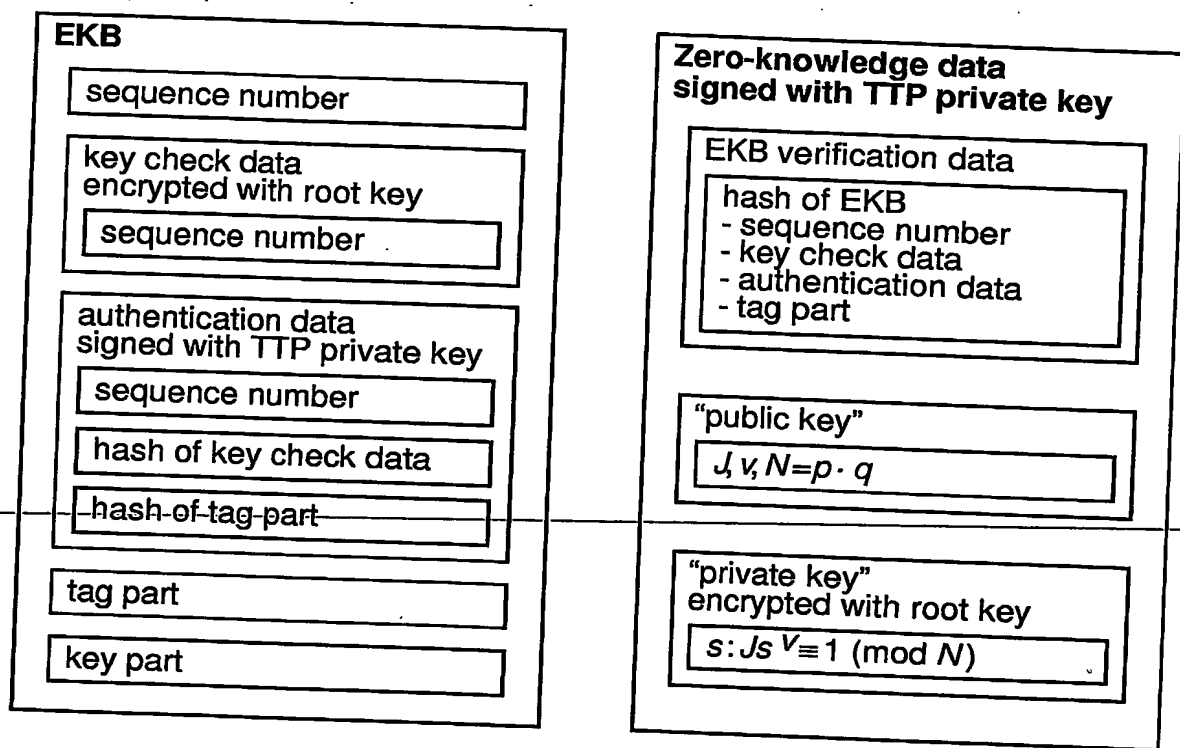 EKB
sequence number
key check data
encrypted with root key
sequence number
authentication data
signed with TTP private key
sequence number
hash of key check data
hash of tag part
tag part
key part
Zero-knowledge data
signed with TTP private key
EKB verification data
hash of EKB
- sequence number
- key check data
- authentication data
- tag part
“public key”
J, v, N=p · q
“private key”
encrypted with root key
s: Js^v≡1 (mod N)